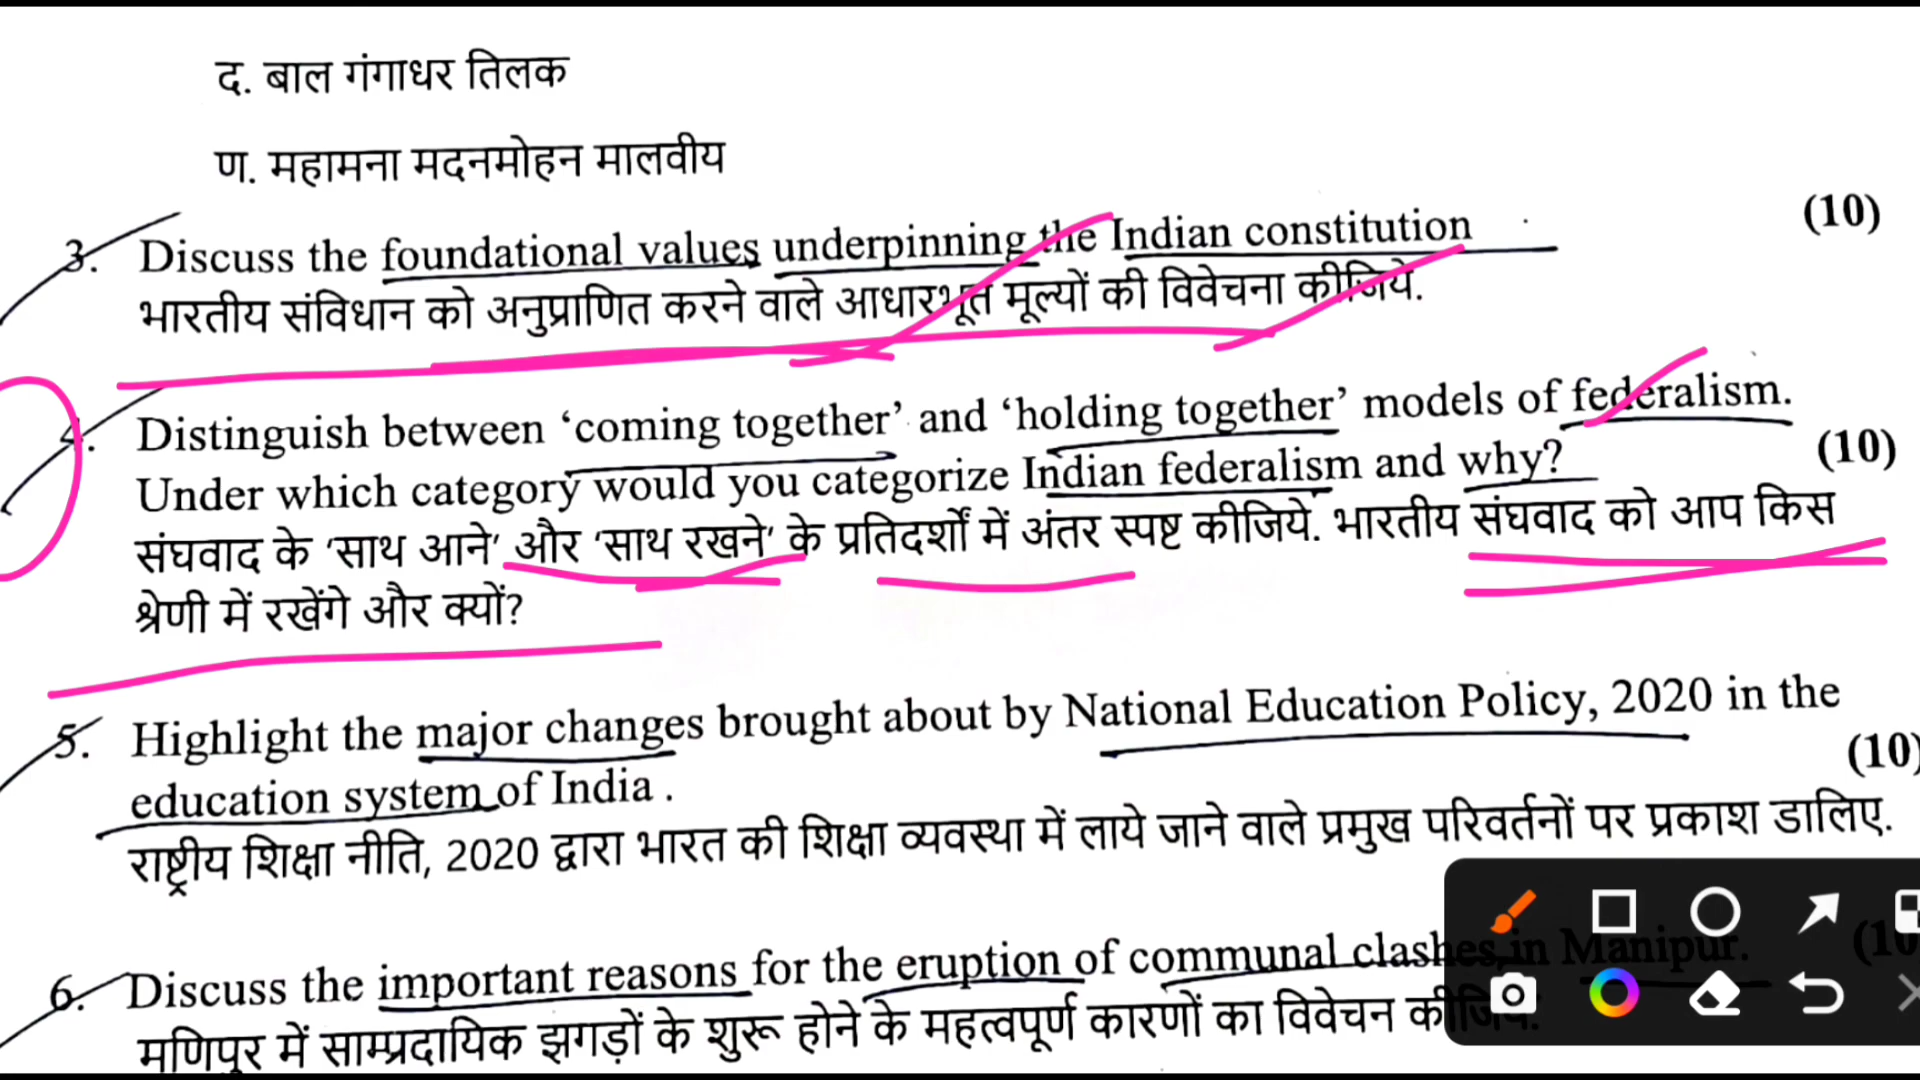 द. बाल गंगाधर तिलक
ण. महामना मदनमोहन मालवीय
3. Discuss the foundational values underpinning the Indian constitution (10)
भारतीय संविधान को अनुप्राणित करने वाले आधारभूत मूल्यों की विवेचना कीजिये.
4. Distinguish between ‘coming together’ and ‘holding together’ models of federalism.
Under which category would you categorize Indian federalism and why? (10)
संघवाद के ‘साथ आने’ और ‘साथ रखने’ के प्रतिदर्शों में अंतर स्पष्ट कीजिये. भारतीय संघवाद को आप किस
श्रेणी में रखेंगे और क्यों?
5. Highlight the major changes brought about by National Education Policy, 2020 in the
education system of India . (10)
राष्ट्रीय शिक्षा नीति, 2020 द्वारा भारत की शिक्षा व्यवस्था में लाये जाने वाले प्रमुख परिवर्तनों पर प्रकाश डालिए.
6. Discuss the important reasons for the eruption of communal clashes in Manipur. (10
मणिपुर में साम्प्रदायिक झगड़ों के शुरू होने के महत्वपूर्ण कारणों का विवेचन कीजिये.